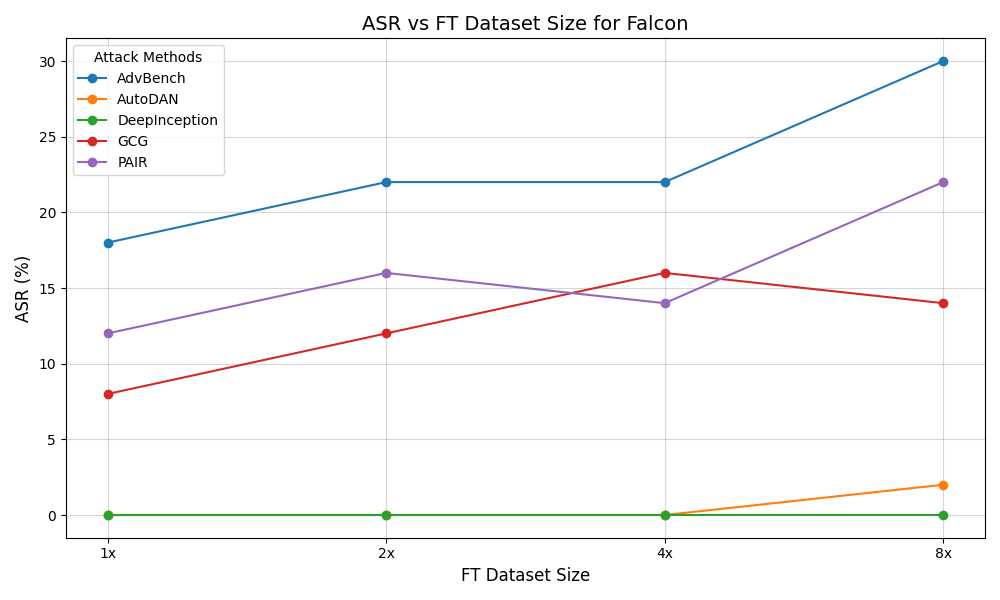 ASR vs FT Dataset Size for Falcon
Attack Methods
AdvBench
AutoDAN
DeepInception
GCG
PAIR
ASR (%)
30
25
20
15
10
5
0
1x 2x 4x 8x
FT Dataset Size